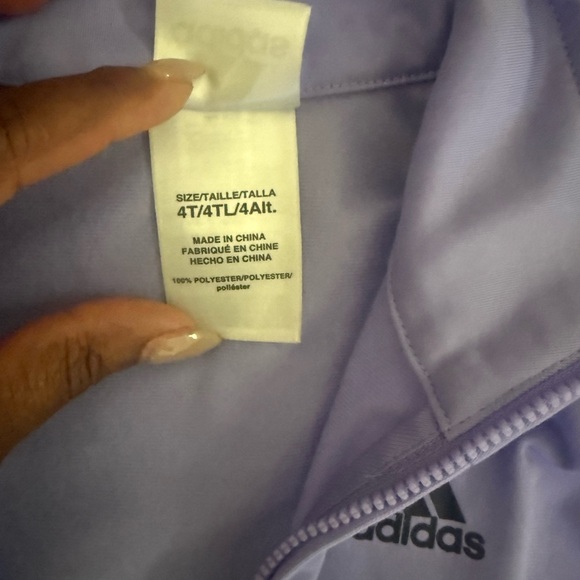 adidas
SIZE/TAILLE/TALLA
4T/4TL/4Alt.
MADE IN CHINA
FABRIQUÉ EN CHINE
HECHO EN CHINA
100% POLYESTER/POLYESTER/
poliéster
adidas